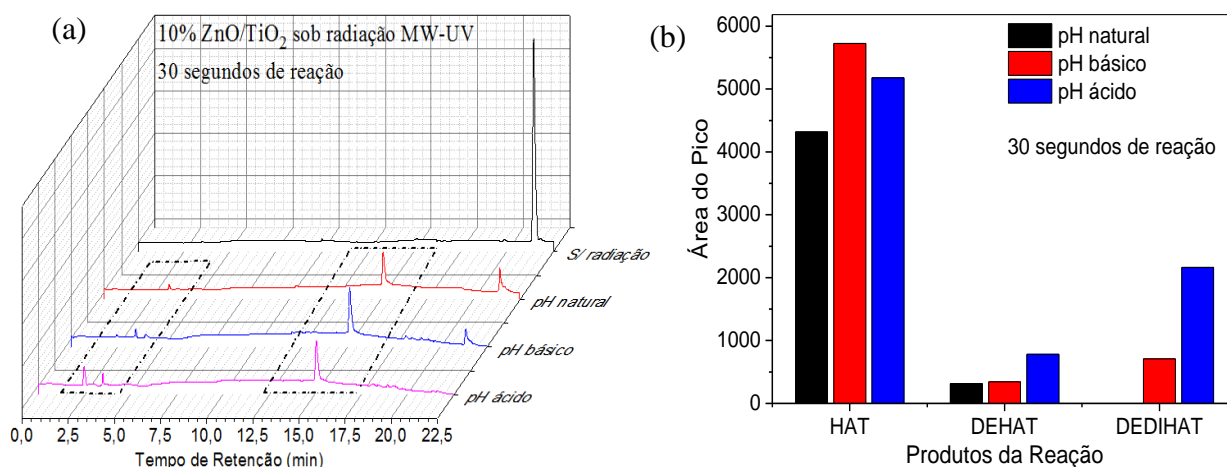 (a)
10% ZnO/TiO2 sob radiação MW-UV
30 segundos de reação
S/ radiação
pH natural
pH básico
pH ácido
0,0 2,5 5,0 7,5 10,0 12,5 15,0 17,5 20,0 22,5
Tempo de Retenção (min)
(b)
6000
5000
4000
3000
2000
1000
0
Área do Pico
pH natural
pH básico
pH ácido
30 segundos de reação
HAT DEHAT DEDIHAT
Produtos da Reação